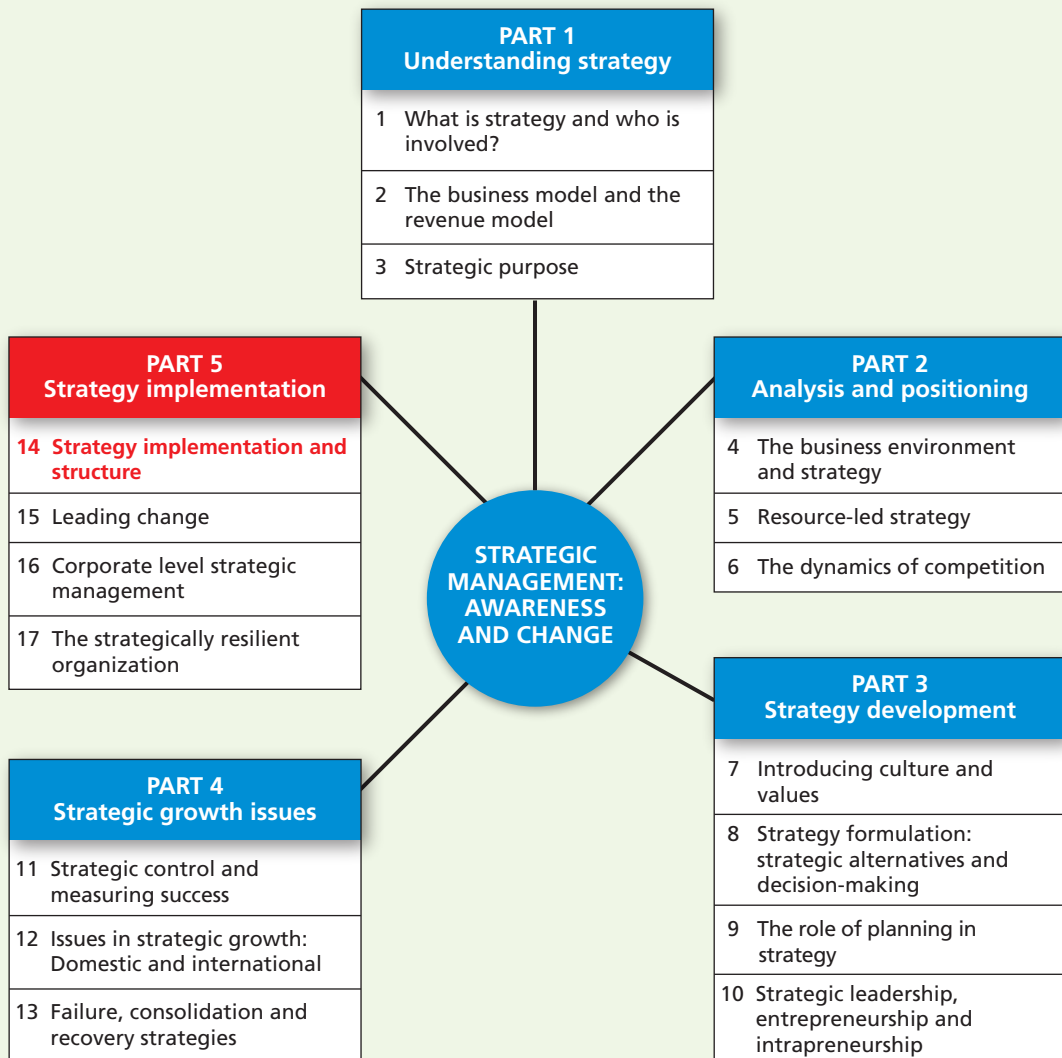 PART 1
Understanding strategy
1 What is strategy and who is
involved?
2 The business model and the
revenue model
3 Strategic purpose
PART 5
Strategy implementation
14 Strategy implementation and
structure
15 Leading change
16 Corporate level strategic
management
17 The strategically resilient
organization
PART 2
Analysis and positioning
4 The business environment
and strategy
5 Resource-led strategy
6 The dynamics of competition
STRATEGIC
MANAGEMENT:
AWARENESS
AND CHANGE
PART 4
Strategic growth issues
11 Strategic control and
measuring success
12 Issues in strategic growth:
Domestic and international
13 Failure, consolidation and
recovery strategies
PART 3
Strategy development
7 Introducing culture and
values
8 Strategy formulation:
strategic alternatives and
decision-making
9 The role of planning in
strategy
10 Strategic leadership,
entrepreneurship and
intrapreneurship